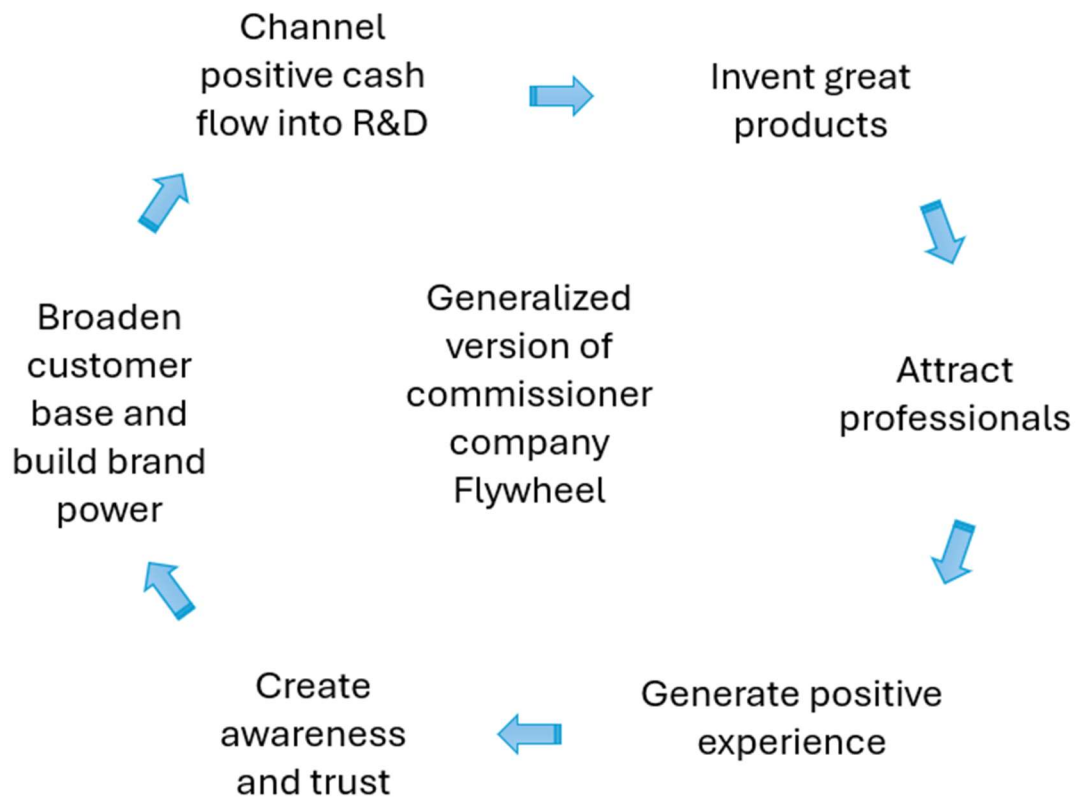 Channel
positive cash
flow into R&D
Invent great
products
Attract
professionals
Generate positive
experience
Create
awareness
and trust
Broaden
customer
base and
build brand
power
Generalized
version of
commissioner
company
Flywheel